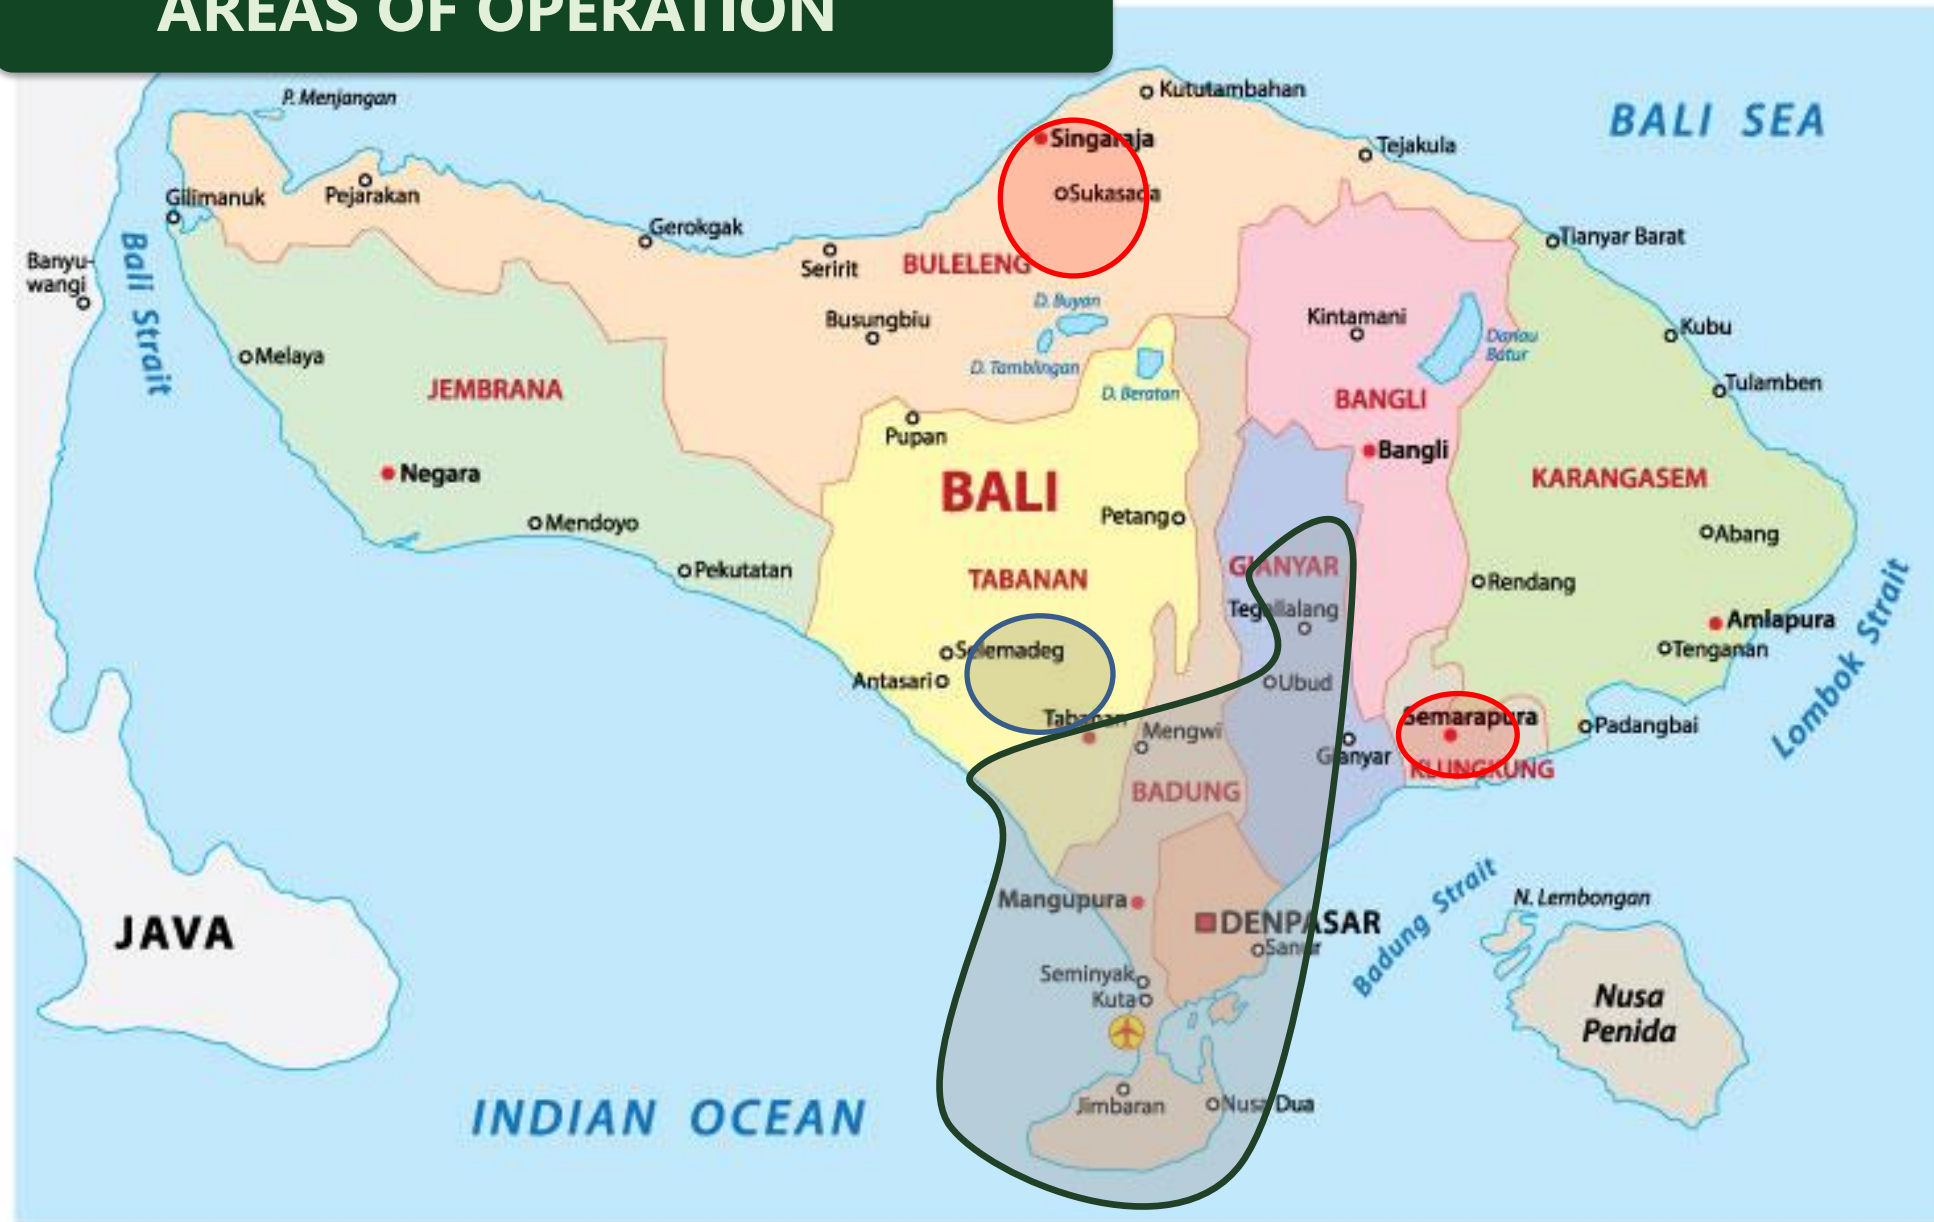 AREAS OF OPERATION
P. Menjangan
Kututambahan
BALI SEA
Singaraja
Tejakula
Sukasada
Gilimanuk
Pejarakan
Gerokgak
Tianyar Barat
Banyu-
wangi
Bali Strait
Seririt
BULELENG
D. Buyan
Kintamani
Busungbiu
Kubu
Danau
Batur
Melaya
D. Tamblingan
JEMBRANA
D. Beratan
BANGLI
Tulamben
Pupan
Bangli
Negara
BALI
KARANGASEM
Petang
Mendoyo
Abang
Pekutatan
TABANAN
GIANYAR
Rendang
Tegallalang
Amlapura
Selemadeg
Tenganan
Lombok Strait
Antasari
Ubud
Tabanan
Mengwi
Semarapura
Padangbai
Gianyar
KLUNGKUNG
BADUNG
Mangupura
DENPASAR
Sanur
Badung Strait
N. Lembongan
JAVA
Seminyak
Kuta
Nusa
Penida
INDIAN OCEAN
Jimbaran
Nusa Dua